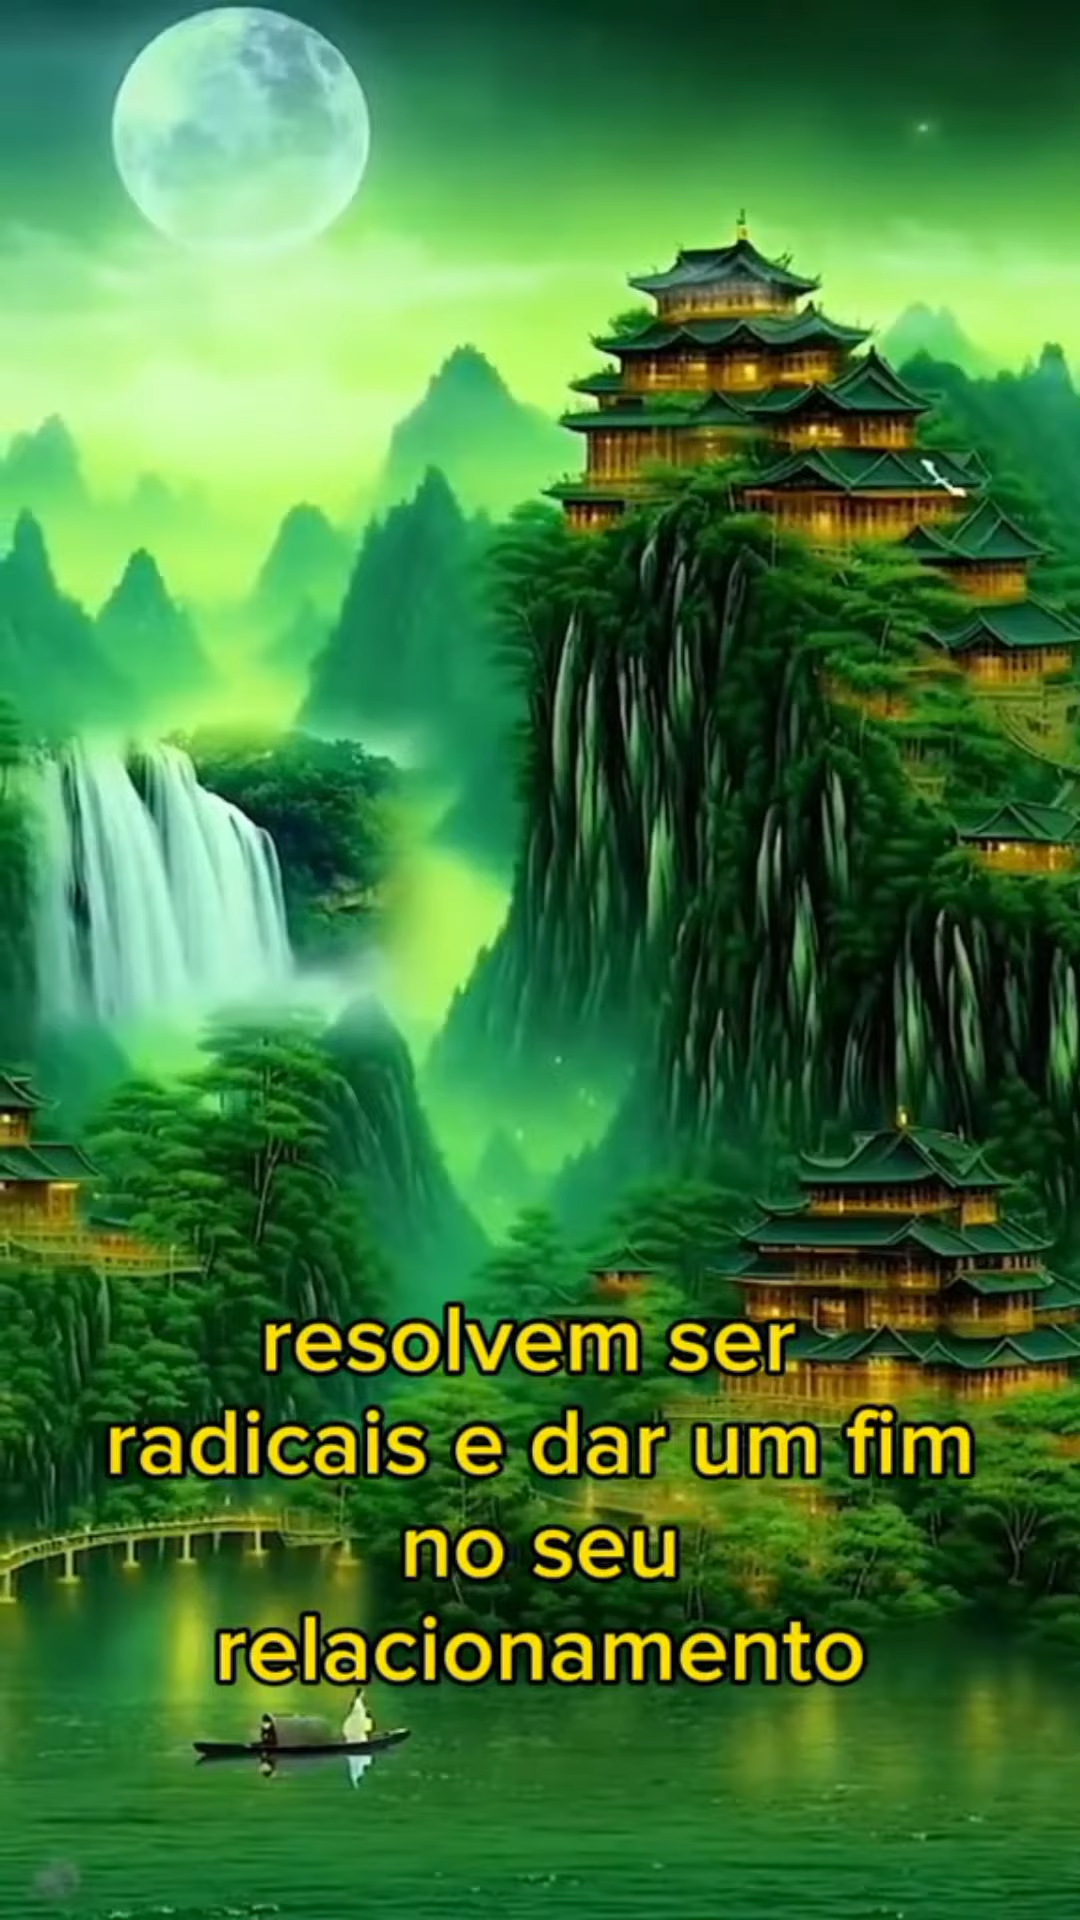 resolvem ser
radicais e dar um fim
no seu
relacionamento